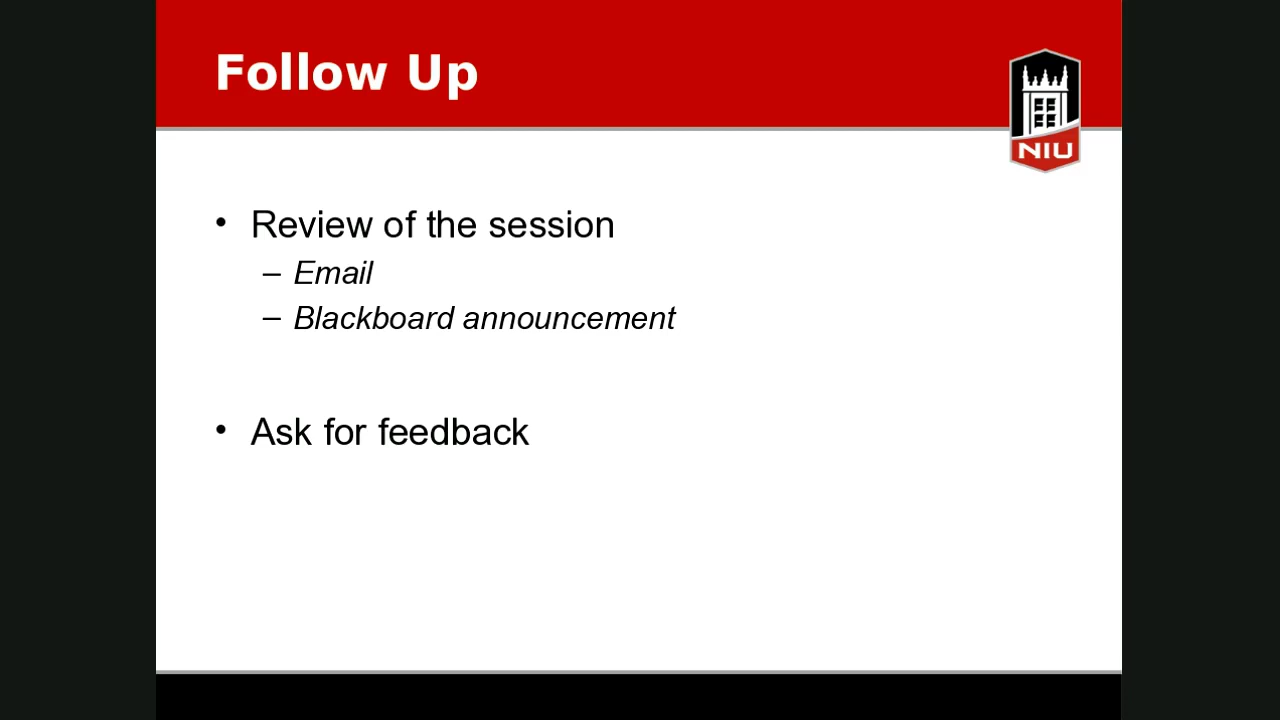 Follow Up
NIU
• Review of the session
– Email
– Blackboard announcement
• Ask for feedback